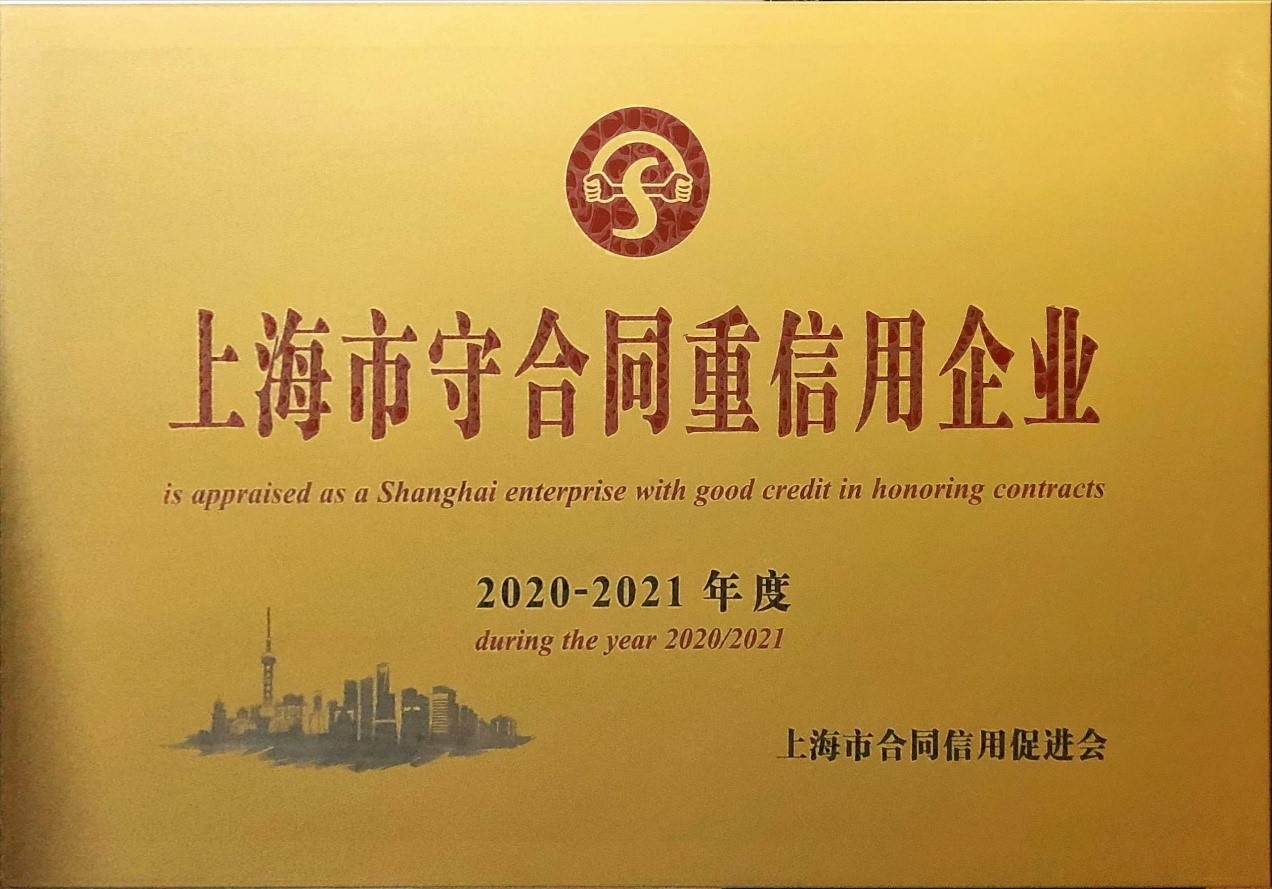 上海市守合同重信用企业
is appraised as a Shanghai enterprise with good credit in honoring contracts
2020-2021 年度
during the year 2020/2021
上海市合同信用促进会